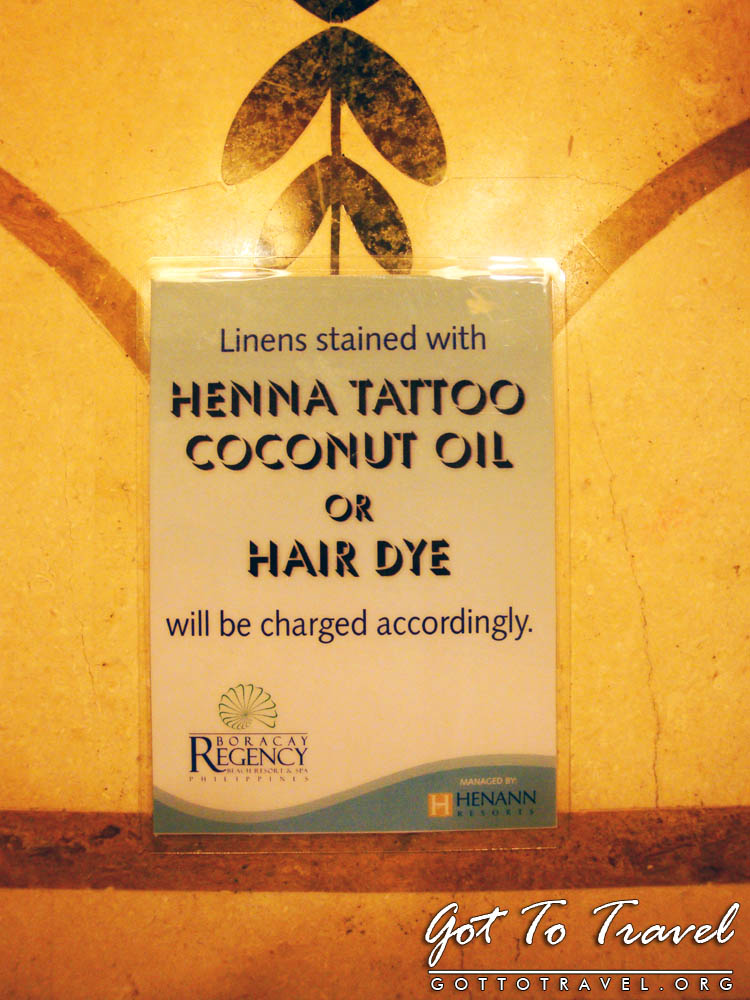 Linens stained with
HENNA TATTOO
COCONUT OIL
OR
HAIR DYE
will be charged accordingly.
BORACAY
REGENCY
BEACH RESORT & SPA
PHILIPPINES
MANAGED BY:
H HENANN
RESORTS
Got To Travel
GOTTOTRAVEL.ORG